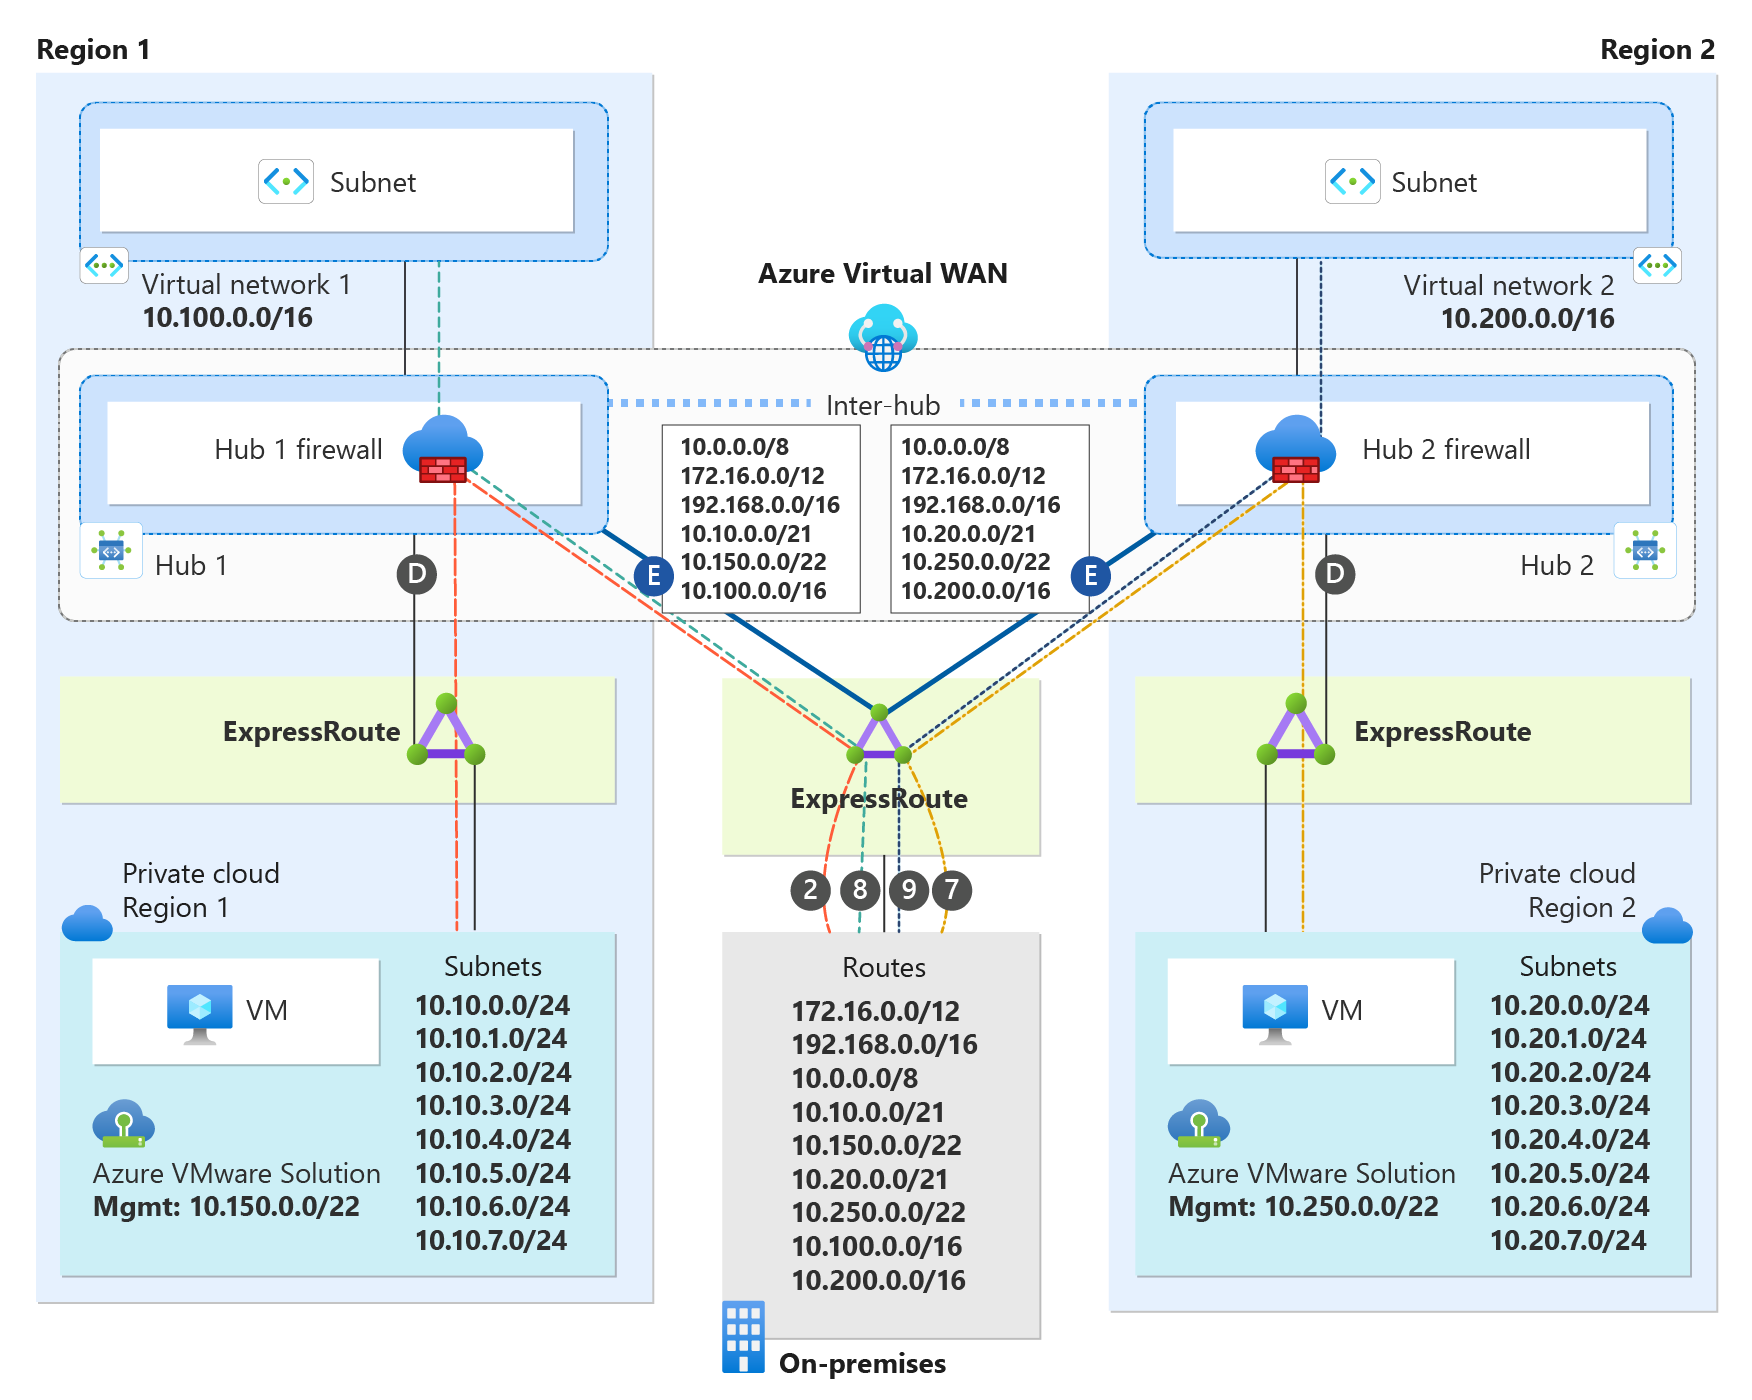 Region 1
Region 2
Subnet
Subnet
Virtual network 1
10.100.0.0/16
Azure Virtual WAN
Virtual network 2
10.200.0.0/16
Hub 1 firewall
Inter-hub
Hub 2 firewall
10.0.0.0/8
172.16.0.0/12
192.168.0.0/16
10.10.0.0/21
10.150.0.0/22
10.100.0.0/16
10.0.0.0/8
172.16.0.0/12
192.168.0.0/16
10.20.0.0/21
10.250.0.0/22
10.200.0.0/16
Hub 1
D
E
E
D
Hub 2
ExpressRoute
ExpressRoute
ExpressRoute
2
8
9
7
Private cloud
Region 1
Private cloud
Region 2
VM
Azure VMware Solution
Mgmt: 10.150.0.0/22
Subnets
10.10.0.0/24
10.10.1.0/24
10.10.2.0/24
10.10.3.0/24
10.10.4.0/24
10.10.5.0/24
10.10.6.0/24
10.10.7.0/24
Routes
172.16.0.0/12
192.168.0.0/16
10.0.0.0/8
10.10.0.0/21
10.150.0.0/22
10.20.0.0/21
10.250.0.0/22
10.100.0.0/16
10.200.0.0/16
On-premises
VM
Azure VMware Solution
Mgmt: 10.250.0.0/22
Subnets
10.20.0.0/24
10.20.1.0/24
10.20.2.0/24
10.20.3.0/24
10.20.4.0/24
10.20.5.0/24
10.20.6.0/24
10.20.7.0/24